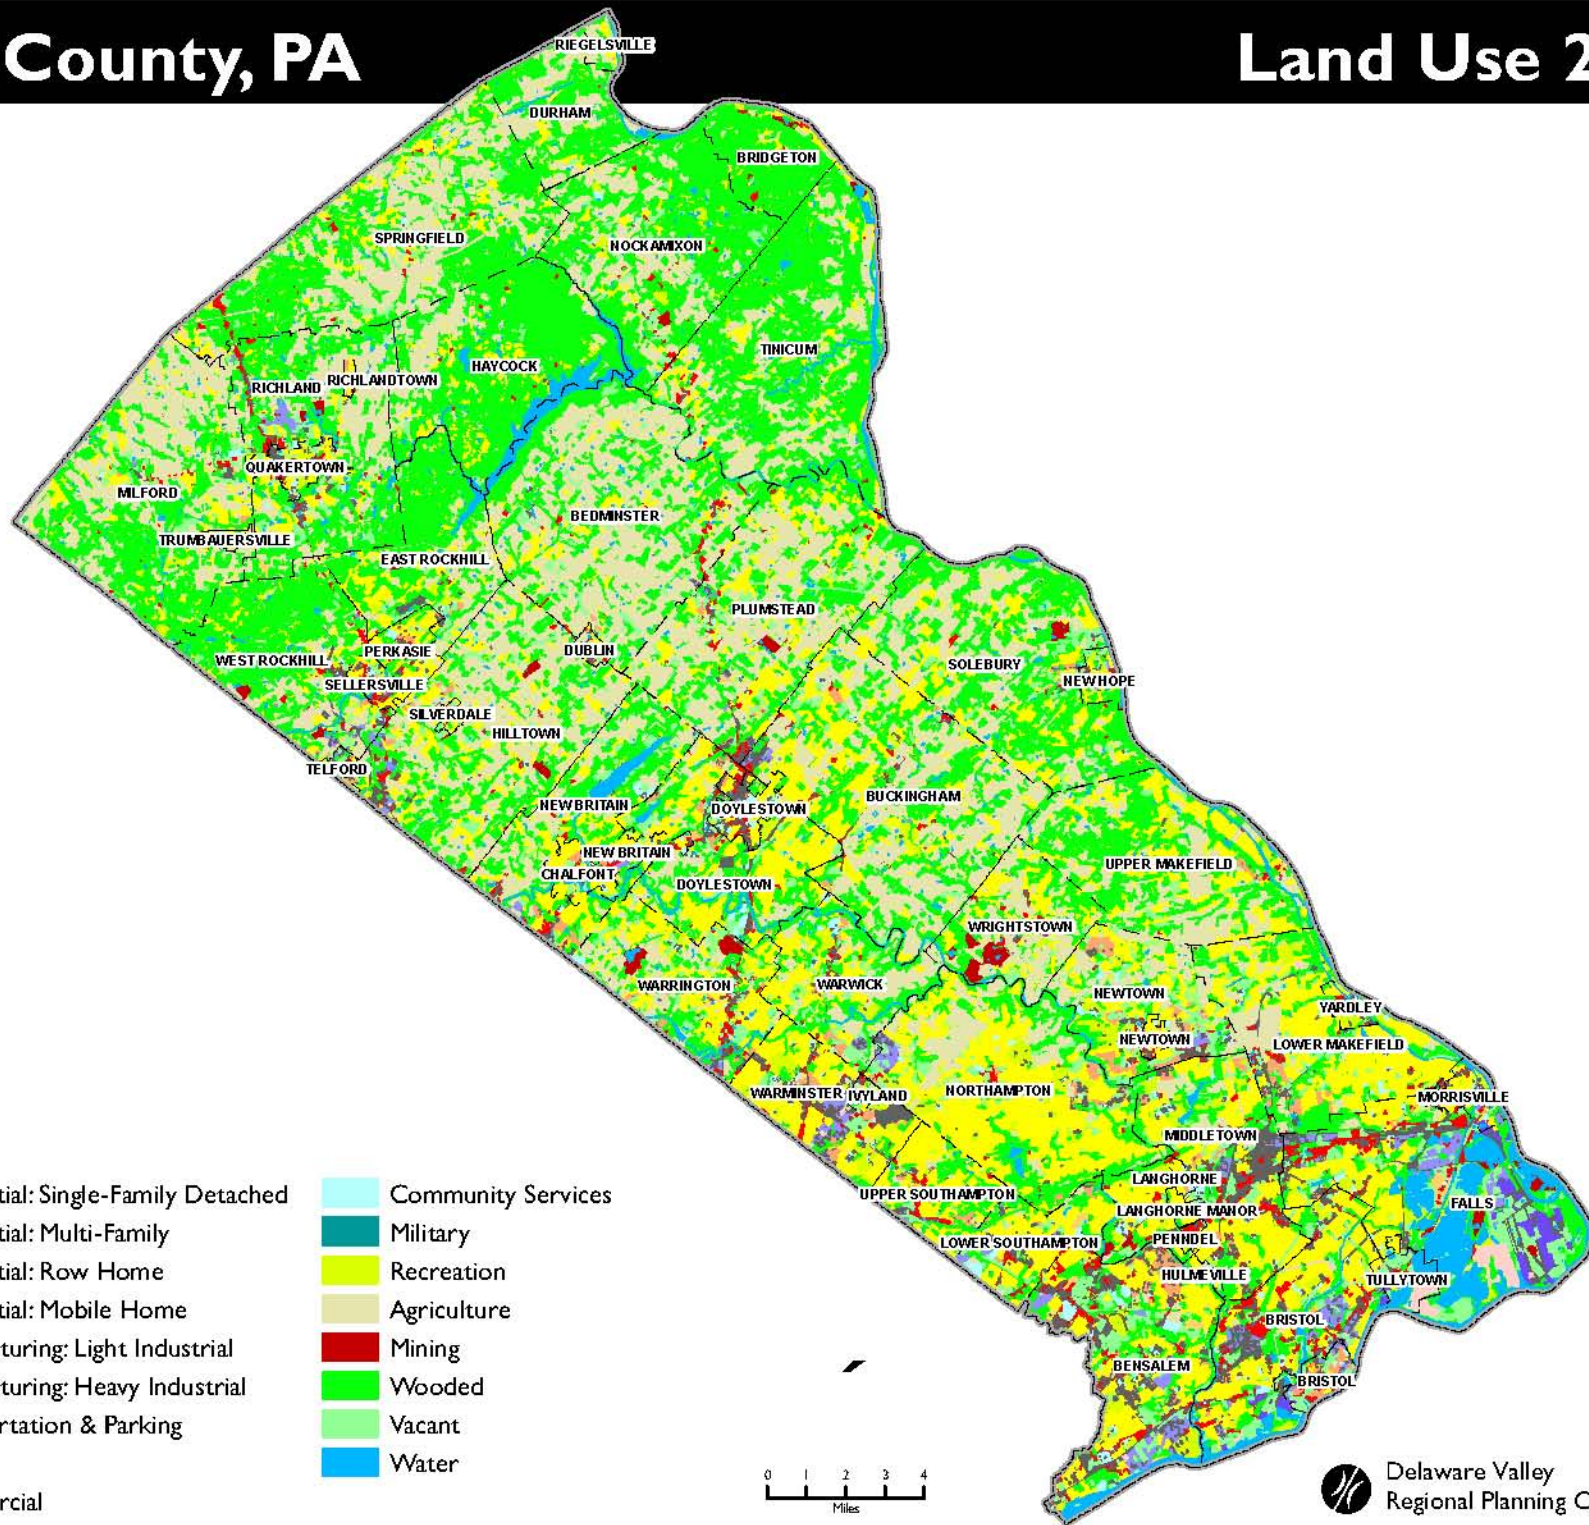 County, PA
Land Use 2
RIEGELSVILLE
DURHAM
BRIDGETON
SPRINGFIELD
NOCKAMIXON
TINICUM
HAYCOCK
RICHLAND
RICHLANDTOWN
QUAKERTOWN
MILFORD
BEDMINSTER
TRUMBAUERSVILLE
EAST ROCKHILL
PLUMSTEAD
PERKASIE
DUBLIN
WEST ROCKHILL
SOLEBURY
NEW HOPE
SELLERSVILLE
SILVERDALE
HILLTOWN
TELFORD
NEW BRITAIN
DOYLESTOWN
BUCKINGHAM
NEW BRITAIN
CHALFONT
DOYLESTOWN
UPPER MAKEFIELD
WRIGHTSTOWN
WARRINGTON
WARWICK
NEWTOWN
YARDLEY
NEWTOWN
LOWER MAKEFIELD
WARMINSTER
IVYLAND
NORTHAMPTON
MORRISVILLE
MIDDLETOWN
LANGHORNE
UPPER SOUTHAMPTON
FALLS
LANGHORNE MANOR
LOWER SOUTHAMPTON
PENNDEL
HULMEVILLE
TULLYTOWN
BRISTOL
BENSALEM
BRISTOL
tial: Single-Family Detached
tial: Multi-Family
tial: Row Home
tial: Mobile Home
turing: Light Industrial
turing: Heavy Industrial
rtation & Parking
rcial
Community Services
Military
Recreation
Agriculture
Mining
Wooded
Vacant
Water
0 1 2 3 4
Miles
Delaware Valley
Regional Planning C